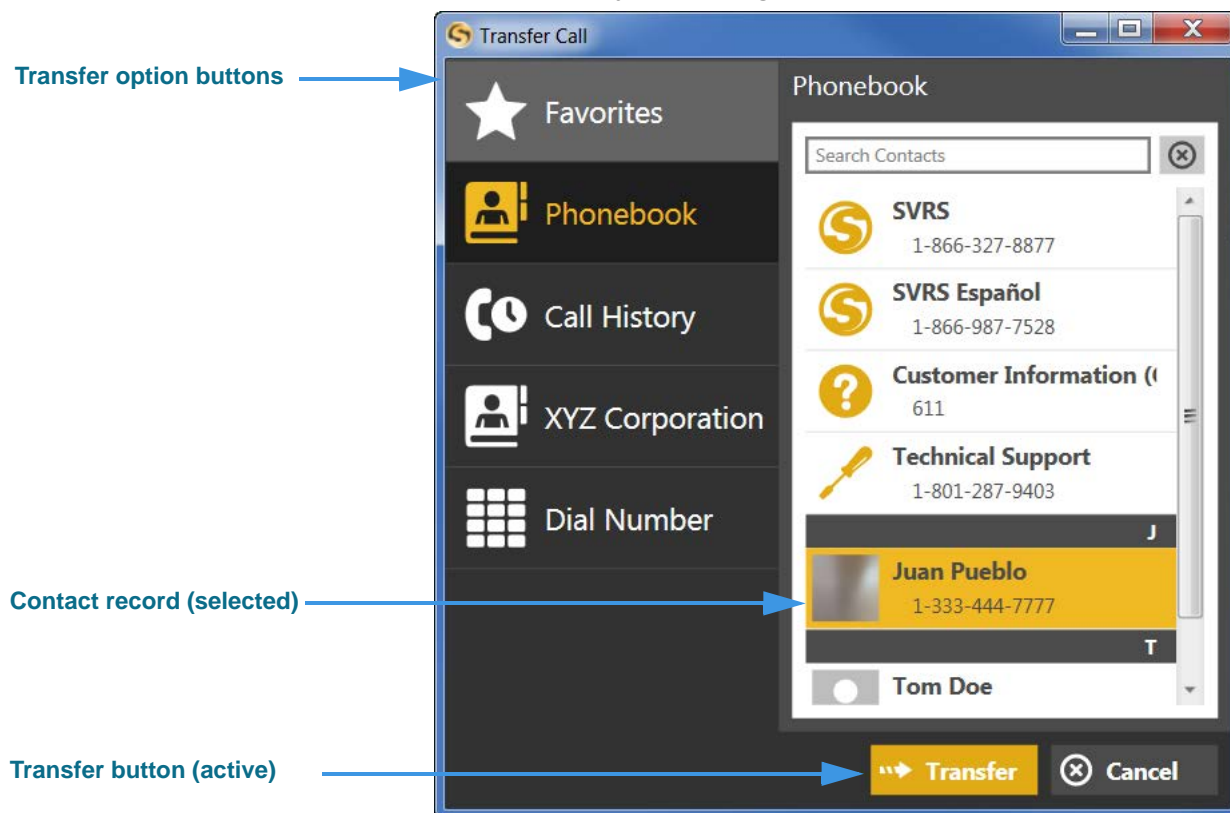 Transfer Call
Transfer option buttons
Favorites
Phonebook
Call History
XYZ Corporation
Dial Number
Phonebook
Search Contacts
SVRS
1-866-327-8877
SVRS Español
1-866-987-7528
Customer Information (
611
Technical Support
1-801-287-9403
J
Juan Pueblo
1-333-444-7777
T
Tom Doe
Contact record (selected)
Transfer button (active)
Transfer
Cancel